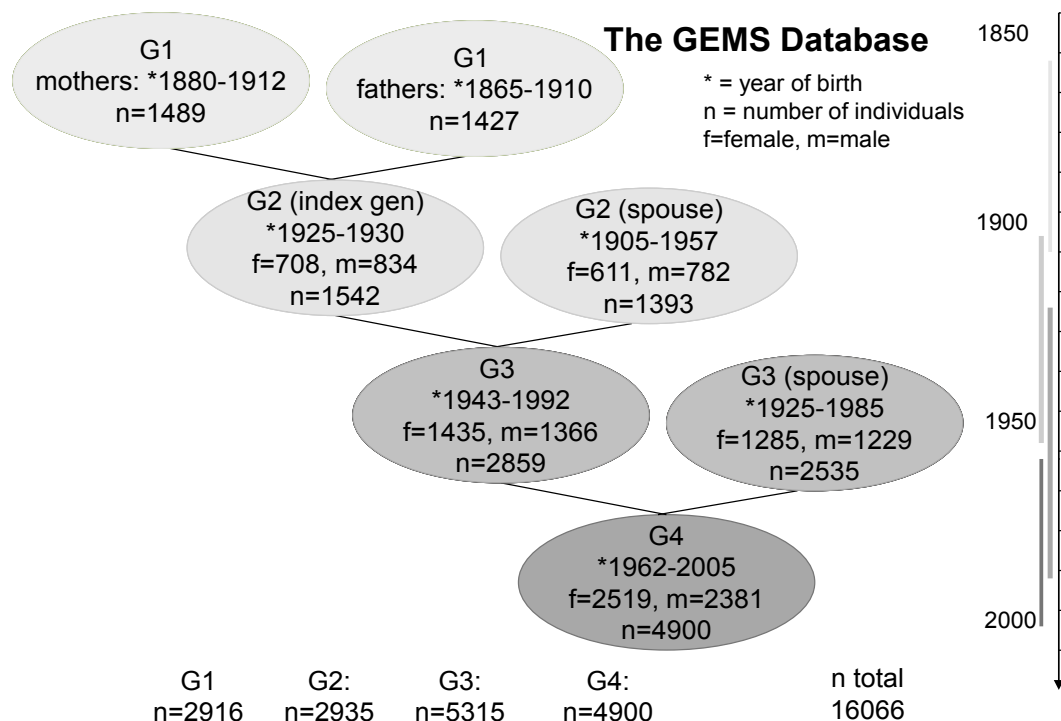 The GEMS Database
* = year of birth
n = number of individuals
f=female, m=male
G1
mothers: *1880-1912
n=1489
G1
fathers: *1865-1910
n=1427
G2 (index gen)
*1925-1930
f=708, m=834
n=1542
G2 (spouse)
*1905-1957
f=611, m=782
n=1393
G3
*1943-1992
f=1435, m=1366
n=2859
G3 (spouse)
*1925-1985
f=1285, m=1229
n=2535
G4
*1962-2005
f=2519, m=2381
n=4900
1850
1900
1950
2000
G1
n=2916
G2:
n=2935
G3:
n=5315
G4:
n=4900
n total
16066